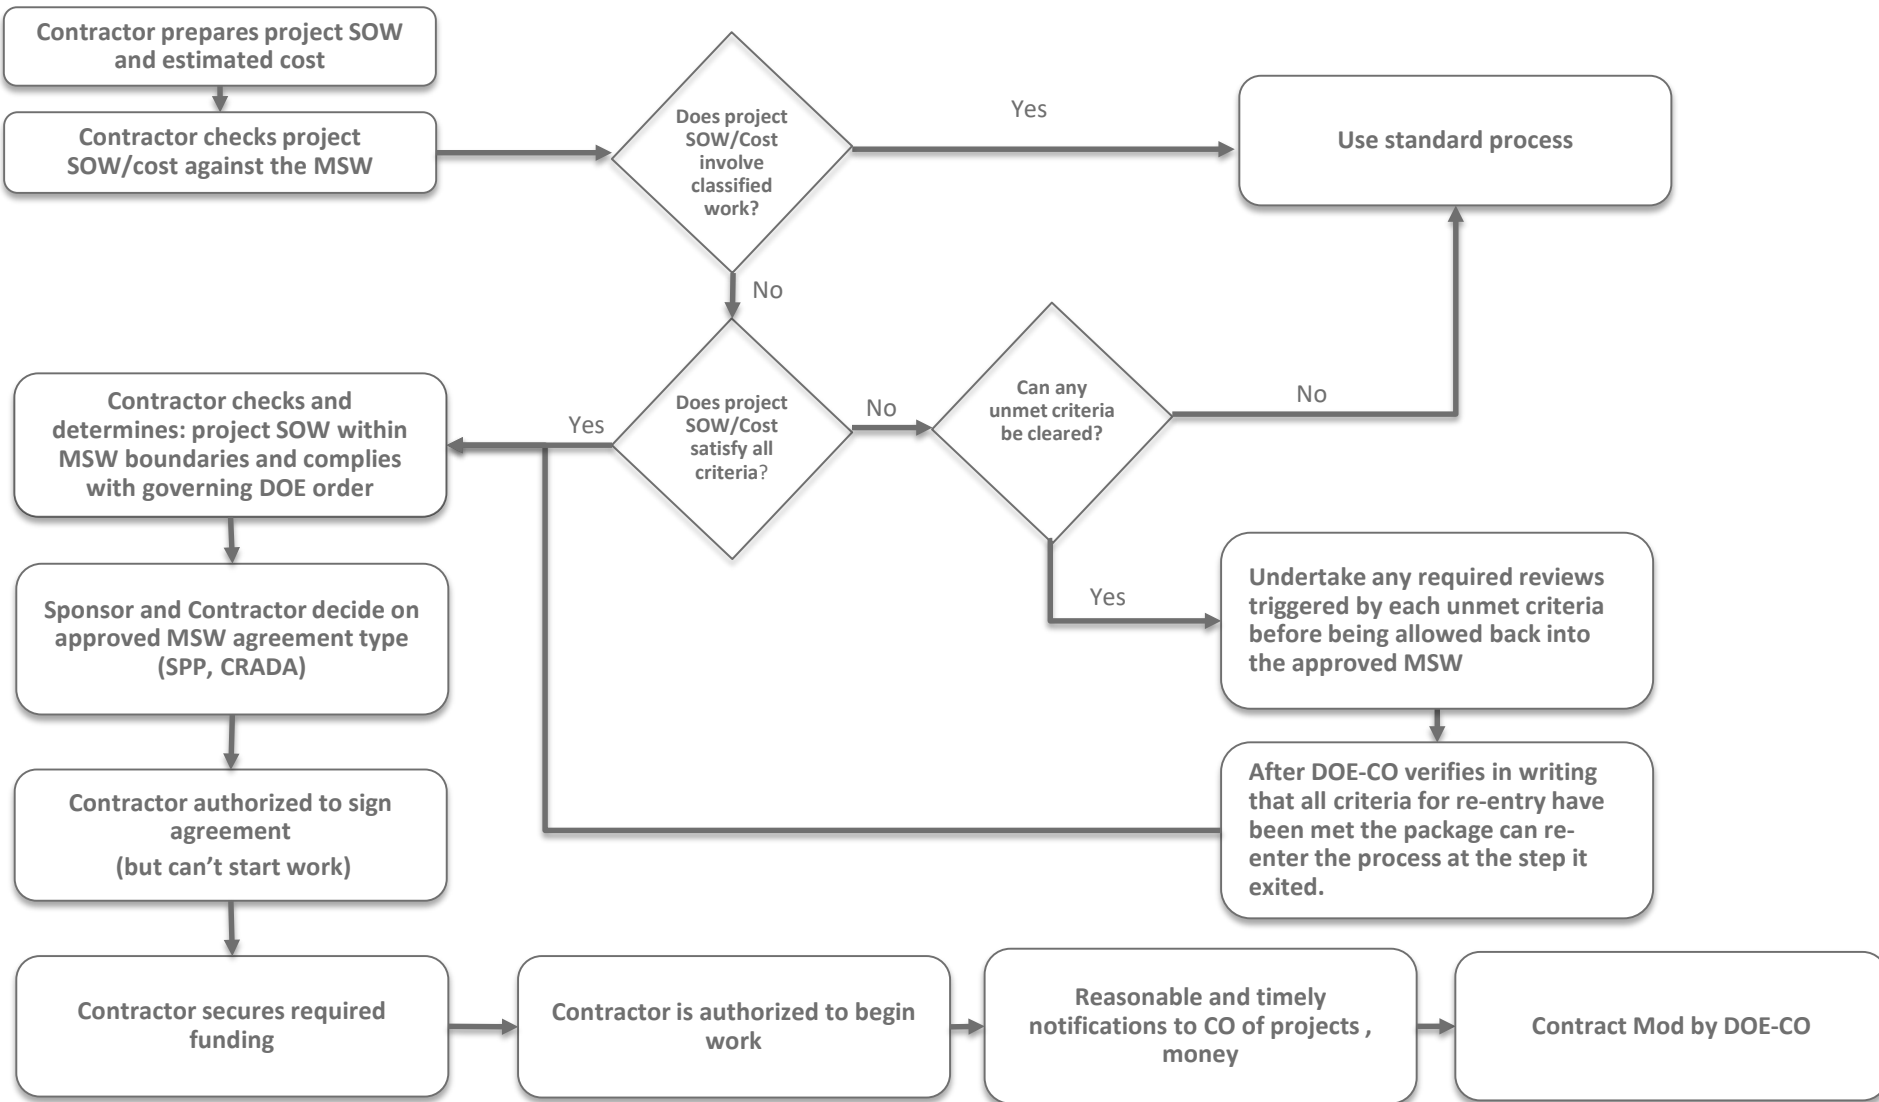 Contractor prepares project SOW
and estimated cost
Contractor checks project
SOW/cost against the MSW
Does project
SOW/Cost
involve
classified
work?
Yes
Use standard process
No
Does project
SOW/Cost
satisfy all
criteria?
Yes
No
Can any
unmet criteria
be cleared?
No
Yes
Contractor checks and
determines: project SOW within
MSW boundaries and complies
with governing DOE order
Sponsor and Contractor decide on
approved MSW agreement type
(SPP, CRADA)
Contractor authorized to sign
agreement
(but can't start work)
Undertake any required reviews
triggered by each unmet criteria
before being allowed back into
the approved MSW
After DOE-CO verifies in writing
that all criteria for re-entry have
been met the package can re-
enter the process at the step it
exited.
Contractor secures required
funding
Contractor is authorized to begin
work
Reasonable and timely
notifications to CO of projects ,
money
Contract Mod by DOE-CO